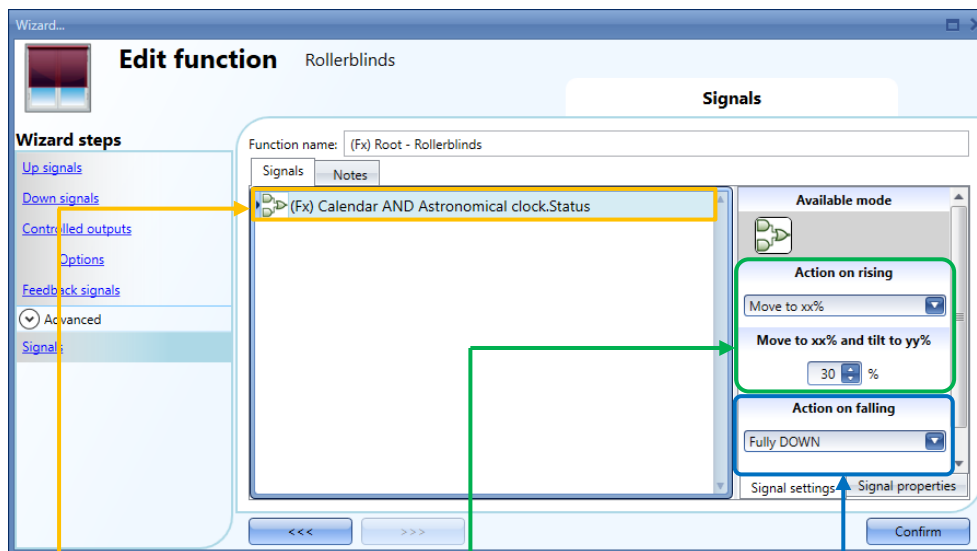 Wizard...
Edit function Rollerblinds
Signals
Wizard steps
Up signals
Down signals
Controlled outputs
Options
Feedback signals
Advanced
Signals
Function name: (Fx) Root - Rollerblinds
Signals Notes
(Fx) Calendar AND Astronomical clock.Status
Available mode
Action on rising
Move to xx%
Move to xx% and tilt to yy%
30 %
Action on falling
Fully DOWN
Signal settings Signal properties
<<< >>> Confirm